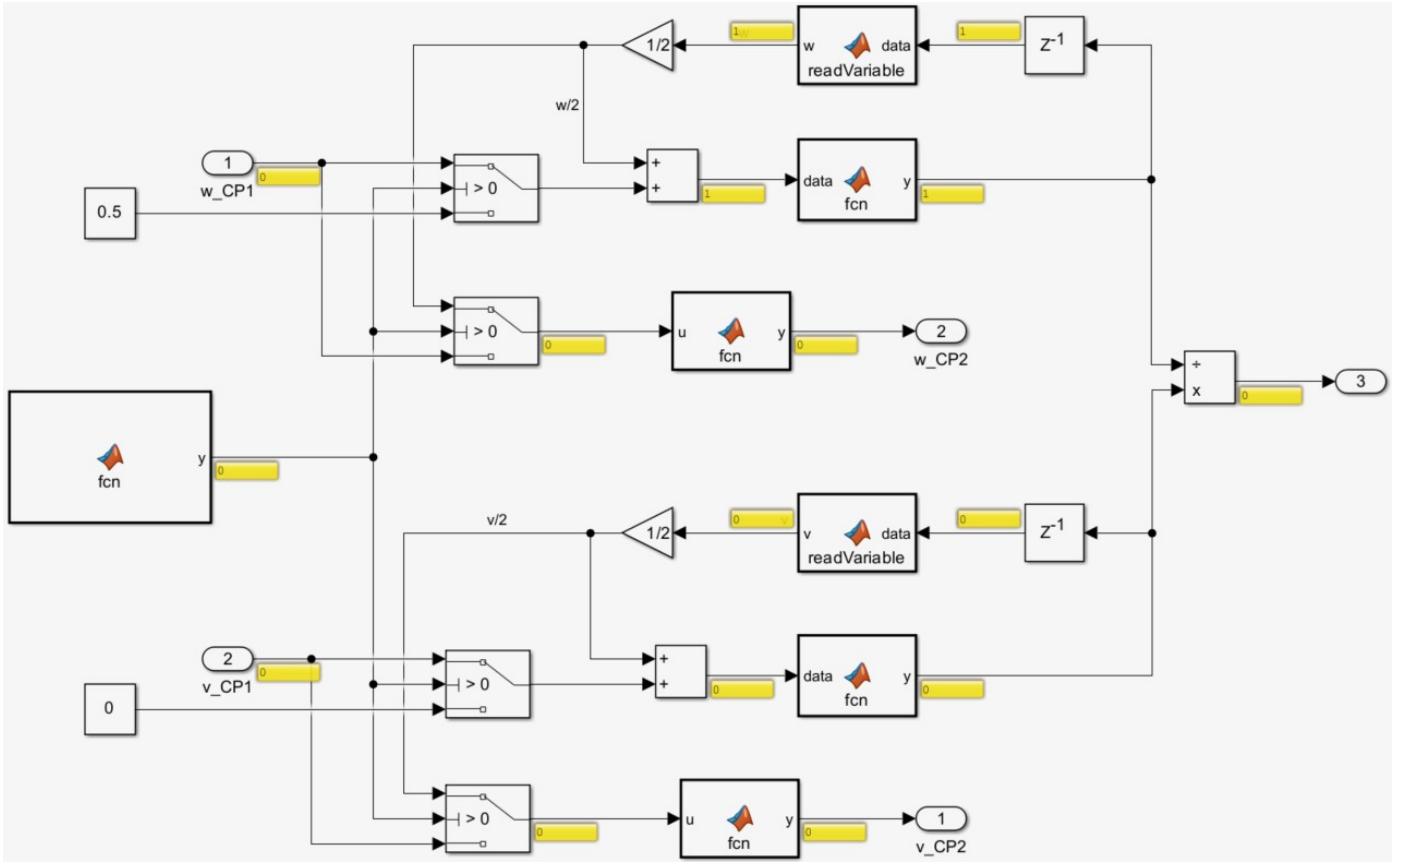 1/2
1w
w
data
readVariable
1
Z-1
w/2
1
0
w_CP1
> 0
+
+
1
data
fcn
y
1
0.5
> 0
0
u
fcn
y
0
2
w_CP2
÷
x
0
3
fcn
y
0
v/2
1/2
0 v
v
data
readVariable
0
Z-1
2
0
v_CP1
> 0
+
+
0
data
fcn
y
0
0
> 0
0
u
fcn
y
0
1
v_CP2